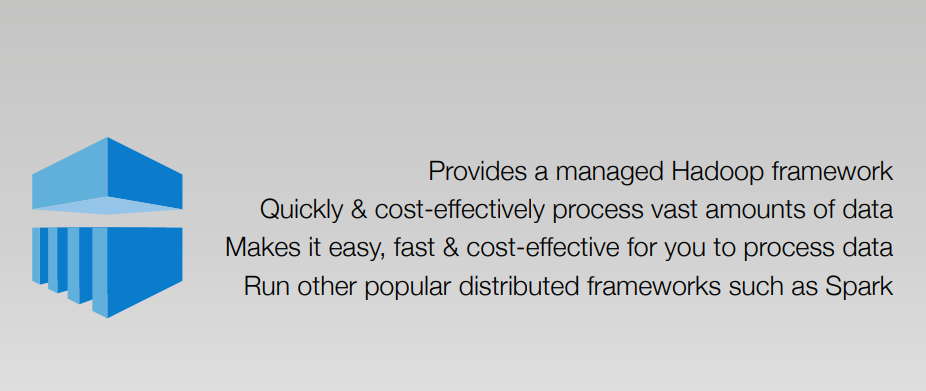 Provides a managed Hadoop framework
Quickly & cost-effectively process vast amounts of data
Makes it easy, fast & cost-effective for you to process data
Run other popular distributed frameworks such as Spark